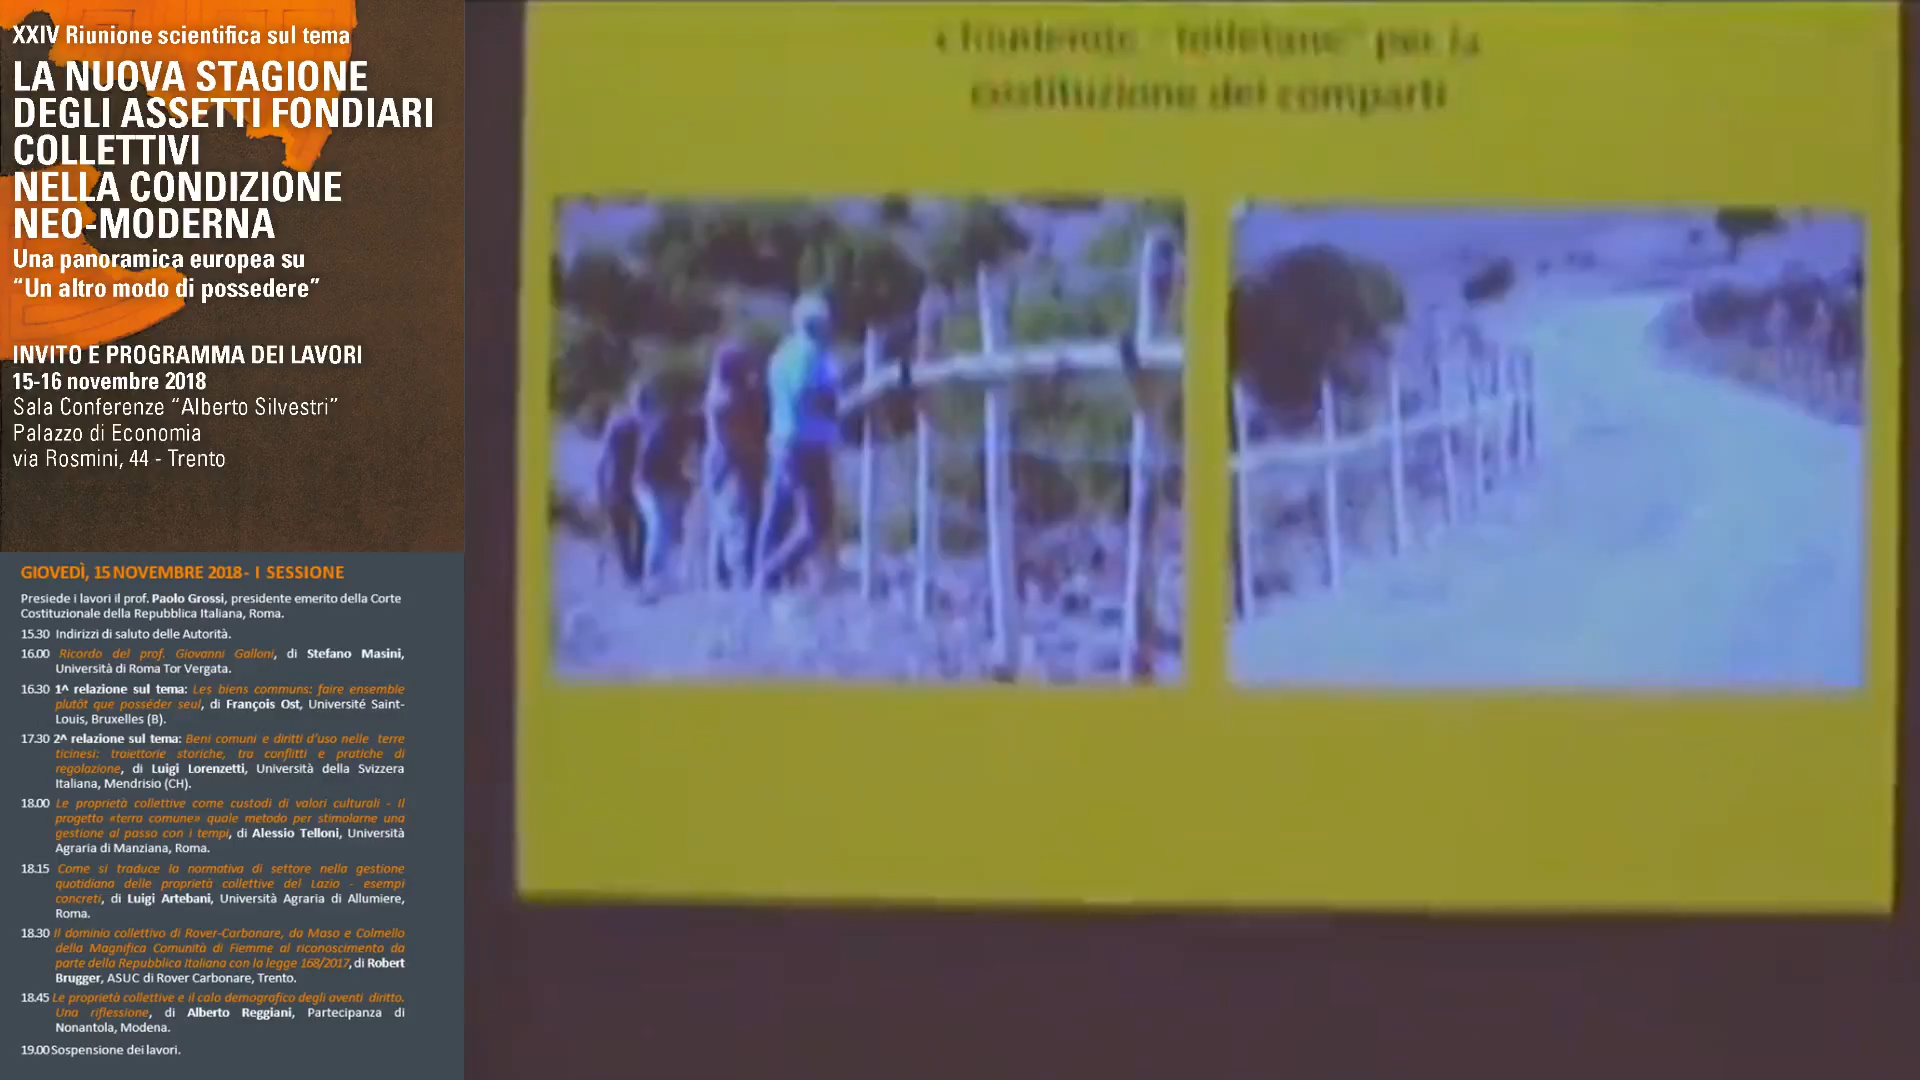 XXIV Riunione scientifica sul tema
LA NUOVA STAGIONE
DEGLI ASSETTI FONDIARI
COLLETTIVI
NELLA CONDIZIONE
NEO-MODERNA
Una panoramica europea su
“Un altro modo di possedere”
INVITO E PROGRAMMA DEI LAVORI
15-16 novembre 2018
Sala Conferenze “Alberto Silvestri”
Palazzo di Economia
via Rosmini, 44 - Trento
GIOVEDÌ, 15 NOVEMBRE 2018 - I SESSIONE
Presiede i lavori il prof. Paolo Grossi, presidente emerito della Corte
Costituzionale della Repubblica Italiana, Roma.
15.30 Indirizzi di saluto delle Autorità.
16.00 Ricordo del prof. Giovanni Galloni, di Stefano Masini,
Università di Roma Tor Vergata.
16.30 1^ relazione sul tema: Les biens communs: faire ensemble
plutôt que posséder seul, di François Ost, Université Saint-
Louis, Bruxelles (B).
17.30 2^ relazione sul tema: Beni comuni e diritti d'uso nelle terre
ticinesi: traiettorie storiche, tra conflitti e pratiche di
regolazione, di Luigi Lorenzetti, Università della Svizzera
Italiana, Mendrisio (CH).
18.00 Le proprietà collettive come custodi di valori culturali - Il
progetto «terra comune» quale metodo per stimolarne una
gestione al passo con i tempi, di Alessio Telloni, Università
Agraria di Manziana, Roma.
18.15 Come si traduce la normativa di settore nella gestione
quotidiana delle proprietà collettive del Lazio - esempi
concreti, di Luigi Artebani, Università Agraria di Allumiere,
Roma.
18.30 Il dominio collettivo di Rover-Carbonare, da Maso e Colmello
della Magnifica Comunità di Fiemme al riconoscimento da
parte della Repubblica Italiana con la legge 168/2017, di Robert
Brugger, ASUC di Rover Carbonare, Trento.
18.45 Le proprietà collettive e il calo demografico degli aventi diritto.
Una riflessione, di Alberto Reggiani, Partecipanza di
Nonantola, Modena.
19.00 Sospensione dei lavori.
per la
costituzione dei comparti